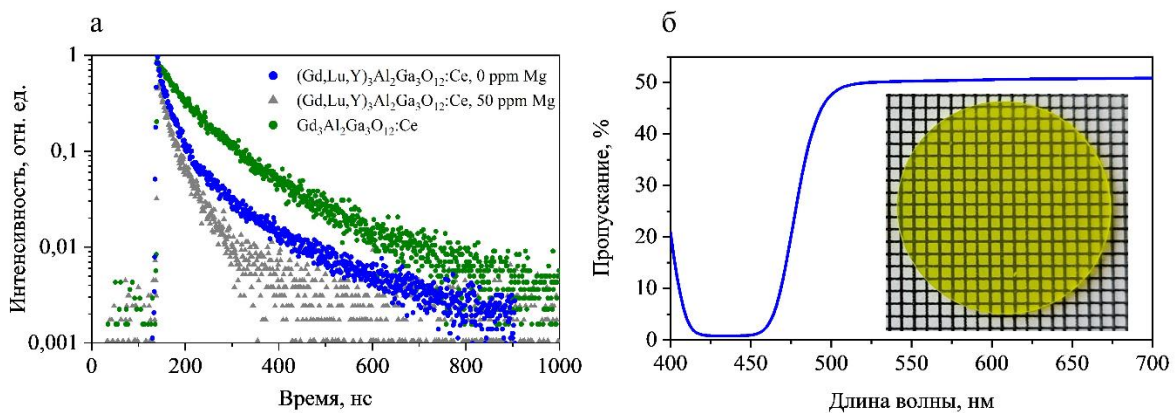 а
Интенсивность, отн. ед.
1
0,1
0,01
0,001
(Gd,Lu,Y)₃Al₂Ga₃O₁₂:Ce, 0 ppm Mg
(Gd,Lu,Y)₃Al₂Ga₃O₁₂:Ce, 50 ppm Mg
Gd₃Al₂Ga₃O₁₂:Ce
0 200 400 600 800 1000
Время, нс
б
Пропускание, %
50
40
30
20
10
0
400 450 500 550 600 650 700
Длина волны, нм